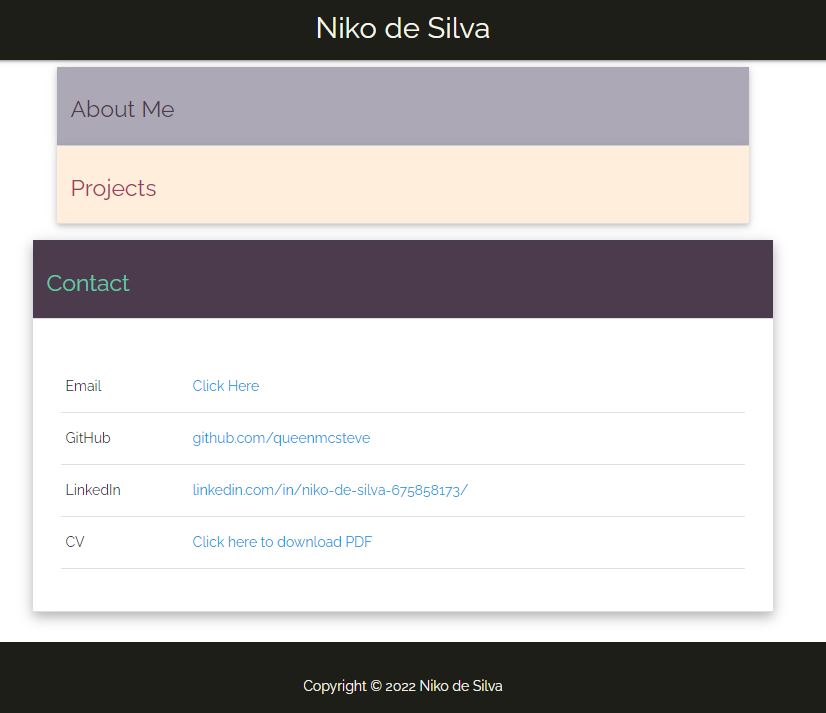 Niko de Silva
About Me
Projects
Contact
Email Click Here
GitHub github.com/queenmcsteve
LinkedIn linkedin.com/in/niko-de-silva-675858173/
CV Click here to download PDF
Copyright © 2022 Niko de Silva